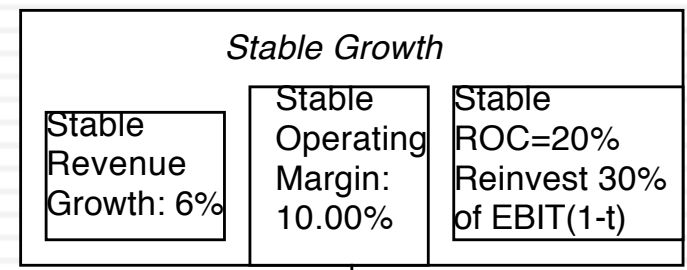 Stable Growth
Stable
Revenue
Growth: 6%
Stable
Operating
Margin:
10.00%
Stable
ROC=20%
Reinvest 30%
of EBIT(1-t)